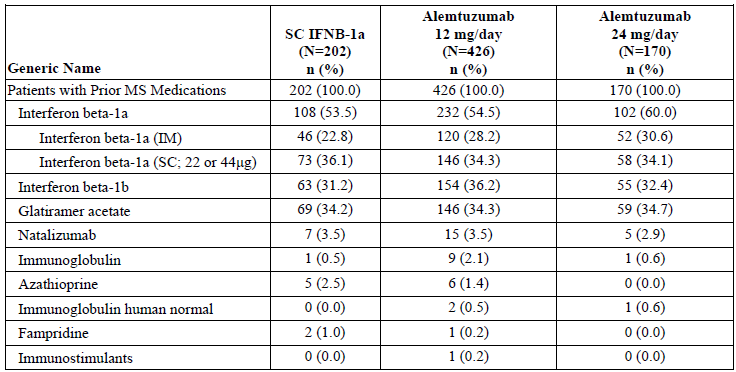 Generic Name | SC IFNB-1a (N=202) n (%) | Alemtuzumab 12 mg/day (N=426) n (%) | Alemtuzumab 24 mg/day (N=170) n (%)
Patients with Prior MS Medications | 202 (100.0) | 426 (100.0) | 170 (100.0)
Interferon beta-1a | 108 (53.5) | 232 (54.5) | 102 (60.0)
Interferon beta-1a (IM) | 46 (22.8) | 120 (28.2) | 52 (30.6)
Interferon beta-1a (SC; 22 or 44µg) | 73 (36.1) | 146 (34.3) | 58 (34.1)
Interferon beta-1b | 63 (31.2) | 154 (36.2) | 55 (32.4)
Glatiramer acetate | 69 (34.2) | 146 (34.3) | 59 (34.7)
Natalizumab | 7 (3.5) | 15 (3.5) | 5 (2.9)
Immunoglobulin | 1 (0.5) | 9 (2.1) | 1 (0.6)
Azathioprine | 5 (2.5) | 6 (1.4) | 0 (0.0)
Immunoglobulin human normal | 0 (0.0) | 2 (0.5) | 1 (0.6)
Fampridine | 2 (1.0) | 1 (0.2) | 0 (0.0)
Immunostimulants | 0 (0.0) | 1 (0.2) | 0 (0.0)